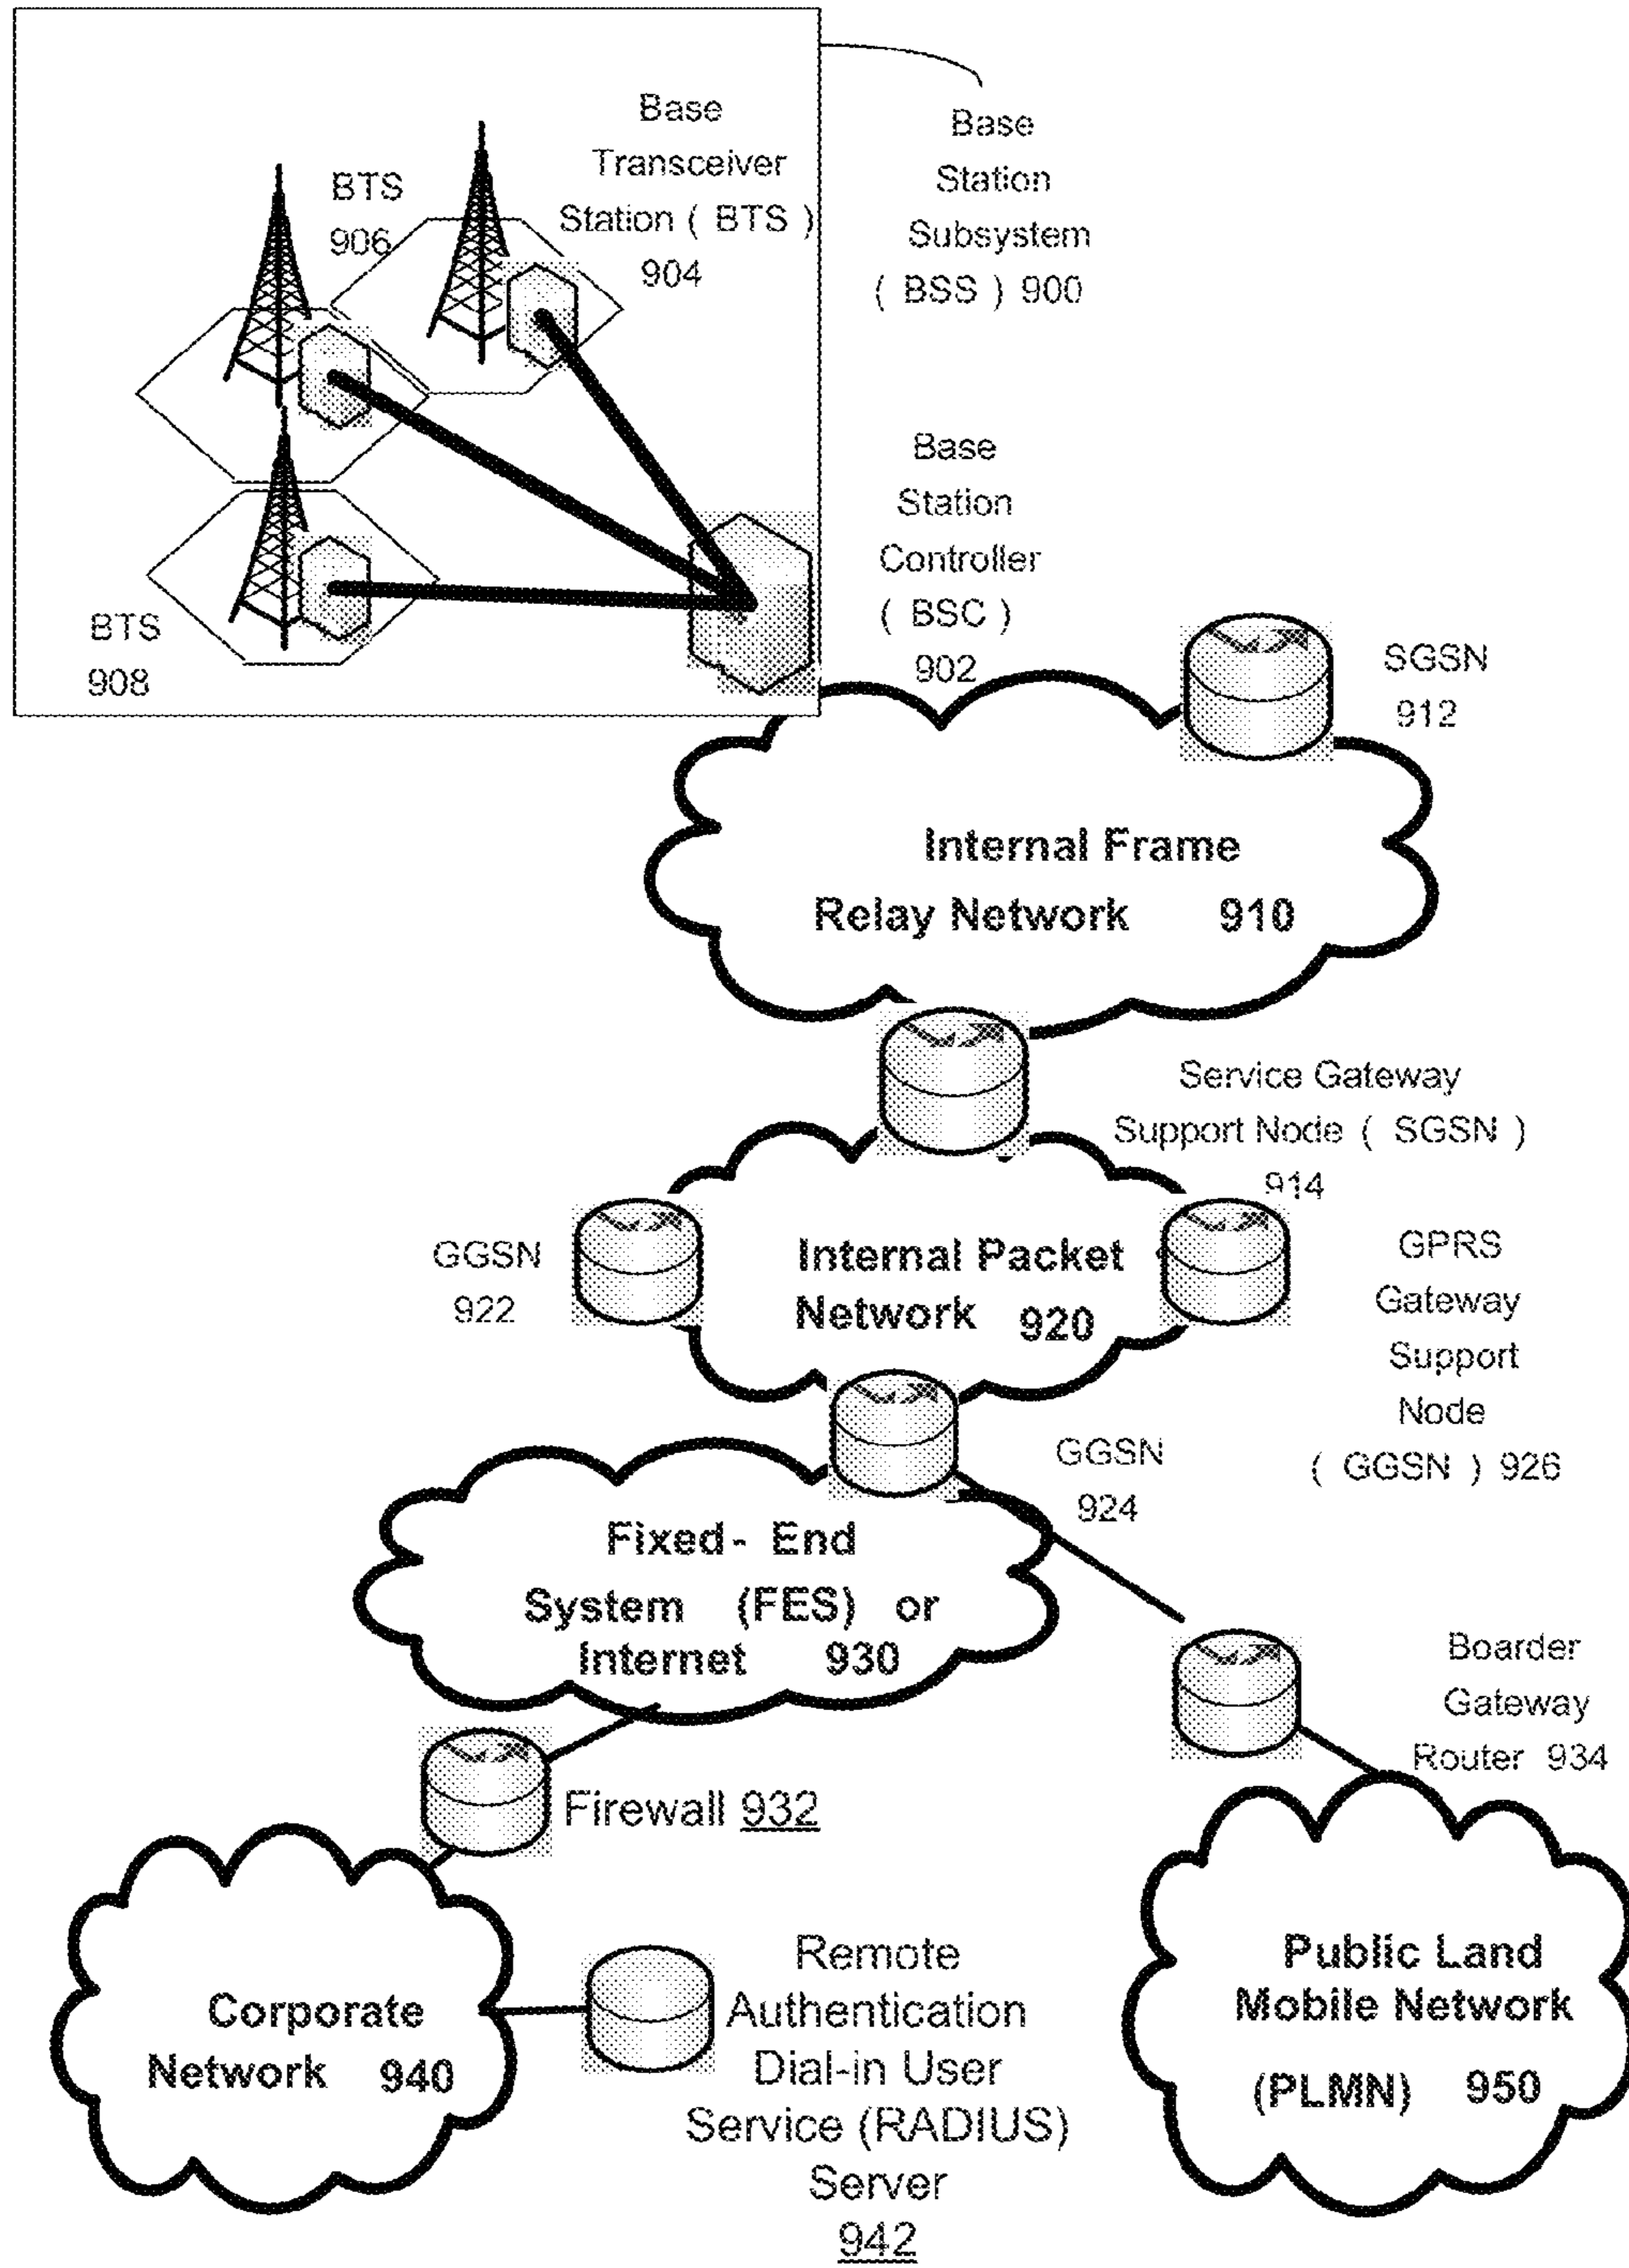 Base
Transceiver
Station ( BTS )
904
BTS
906
BTS
908
Base
Station
Subsystem
( BSS ) 900
Base
Station
Controller
( BSC )
902
SGSN
912
Internal Frame
Relay Network 910
Service Gateway
Support Node ( SGSN )
914
GGSN
922
Internal Packet
Network 920
GPRS
Gateway
Support
Node
( GGSN ) 926
GGSN
924
Fixed- End
System (FES) or
Internet 930
Boarder
Gateway
Router 934
Firewall 932
Corporate
Network 940
Remote
Authentication
Dial-in User
Service (RADIUS)
Server
942
Public Land
Mobile Network
(PLMN) 950